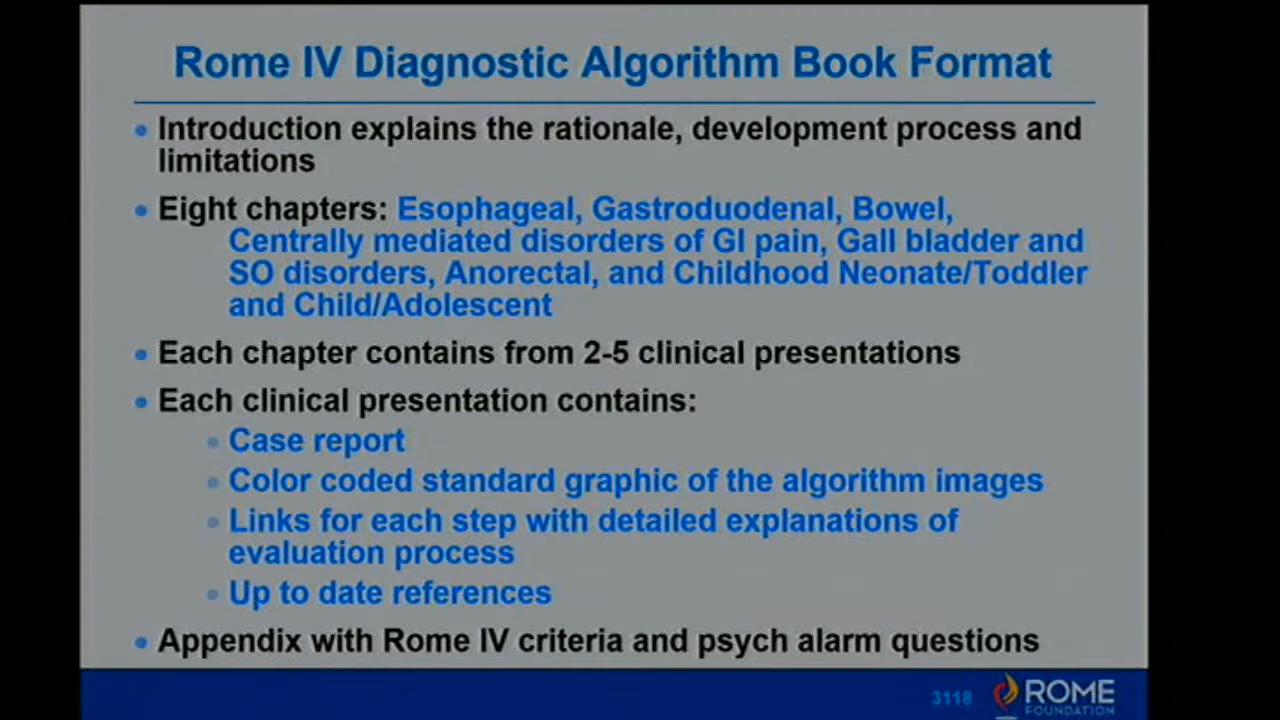 Rome IV Diagnostic Algorithm Book Format
• Introduction explains the rationale, development process and
limitations
• Eight chapters: Esophageal, Gastroduodenal, Bowel,
Centrally mediated disorders of GI pain, Gall bladder and
SO disorders, Anorectal, and Childhood Neonate/Toddler
and Child/Adolescent
• Each chapter contains from 2-5 clinical presentations
• Each clinical presentation contains:
• Case report
• Color coded standard graphic of the algorithm images
• Links for each step with detailed explanations of
evaluation process
• Up to date references
• Appendix with Rome IV criteria and psych alarm questions
3118
ROME
FOUNDATION